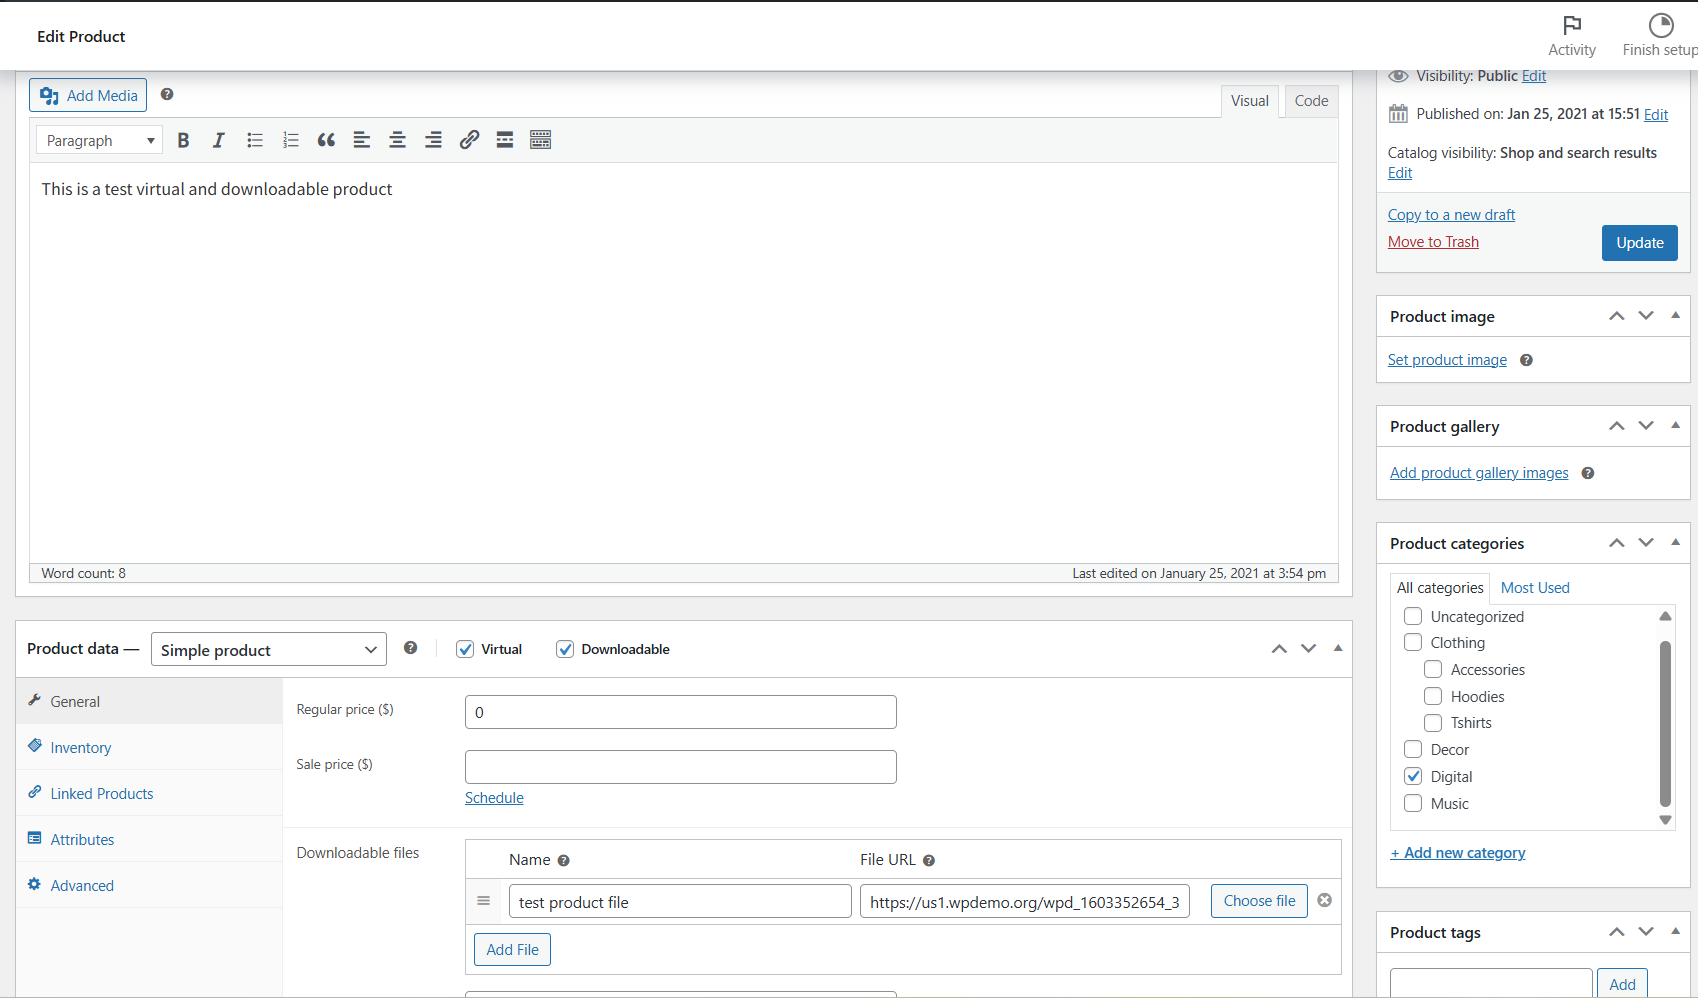 Edit Product
Activity
Finish setup
Add Media
Visual
Code
Paragraph
This is a test virtual and downloadable product
Word count: 8
Last edited on January 25, 2021 at 3:54 pm
Product data —
Simple product
Virtual
Downloadable
General
Inventory
Linked Products
Attributes
Advanced
Regular price ($)
0
Sale price ($)
Schedule
Downloadable files
Name
File URL
test product file
https://us1.wpdemo.org/wpd_1603352654_3
Choose file
Add File
Visibility: Public Edit
Published on: Jan 25, 2021 at 15:51 Edit
Catalog visibility: Shop and search results
Edit
Copy to a new draft
Move to Trash
Update
Product image
Set product image
Product gallery
Add product gallery images
Product categories
All categories
Most Used
Uncategorized
Clothing
Accessories
Hoodies
Tshirts
Decor
Digital
Music
+ Add new category
Product tags
Add